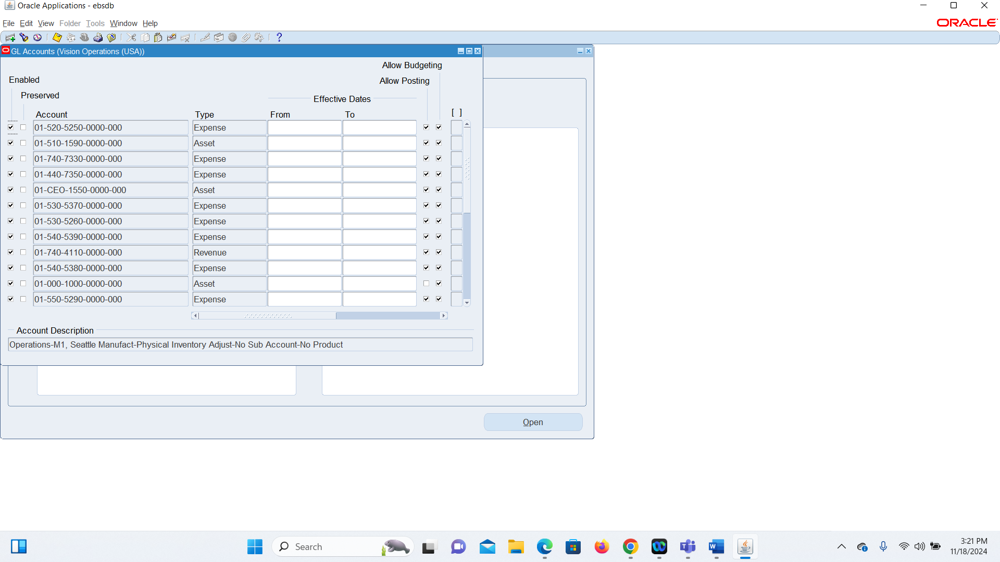 Oracle Applications - ebsdb
File Edit View Folder Tools Window Help
ORACLE
GL Accounts (Vision Operations (USA))
Allow Budgeting
Enabled
Allow Posting
Preserved
Effective Dates
Account Type From To [ ]
01-520-5250-0000-000 Expense
01-510-1590-0000-000 Asset
01-740-7330-0000-000 Expense
01-440-7350-0000-000 Expense
01-CEO-1550-0000-000 Asset
01-530-5370-0000-000 Expense
01-530-5260-0000-000 Expense
01-540-5390-0000-000 Expense
01-740-4110-0000-000 Revenue
01-540-5380-0000-000 Expense
01-000-1000-0000-000 Asset
01-550-5290-0000-000 Expense
Account Description
Operations-M1, Seattle Manufact-Physical Inventory Adjust-No Sub Account-No Product
Open
Search
3:21 PM
11/18/2024